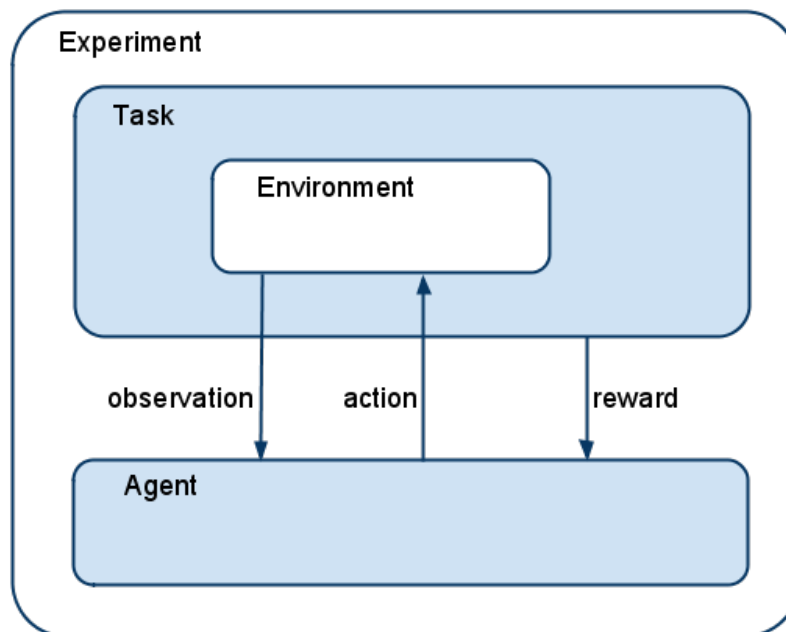 Experiment
Task
Environment
observation
action
reward
Agent